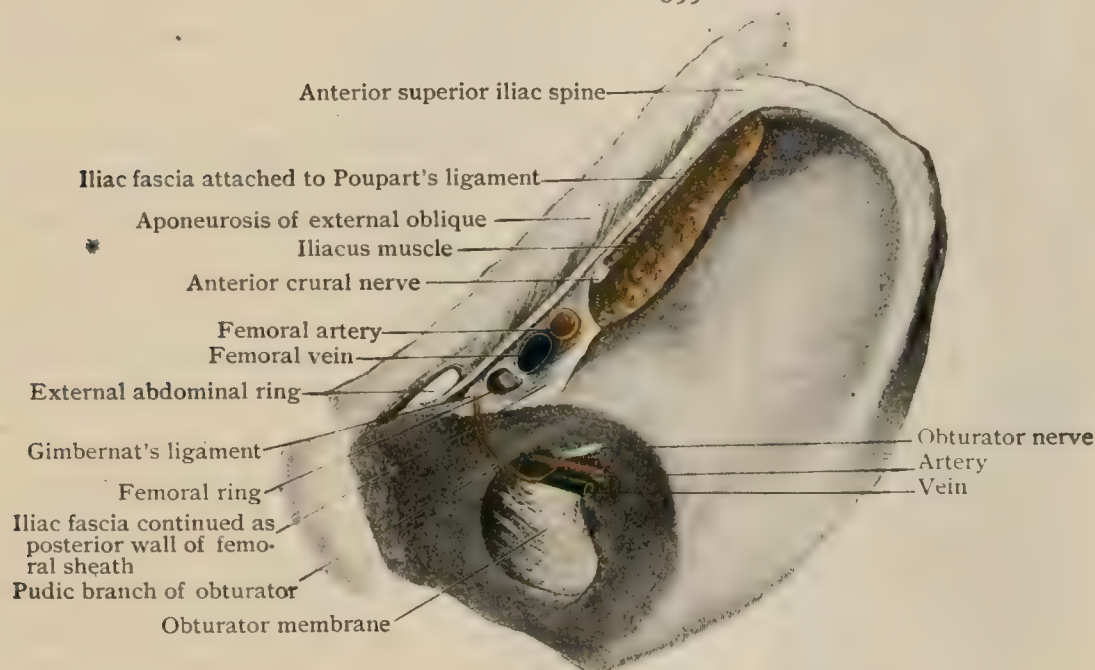 Anterior superior iliac spine
Iliac fascia attached to Poupart's ligament
Aponeurosis of external oblique
Iliacus muscle
Anterior crural nerve
Femoral artery
Femoral vein
External abdominal ring
Gimbernat's ligament
Femoral ring
Iliac fascia continued as
posterior wall of femo-
ral sheath
Pudic branch of obturator
Obturator membrane
Obturator nerve
Artery
Vein